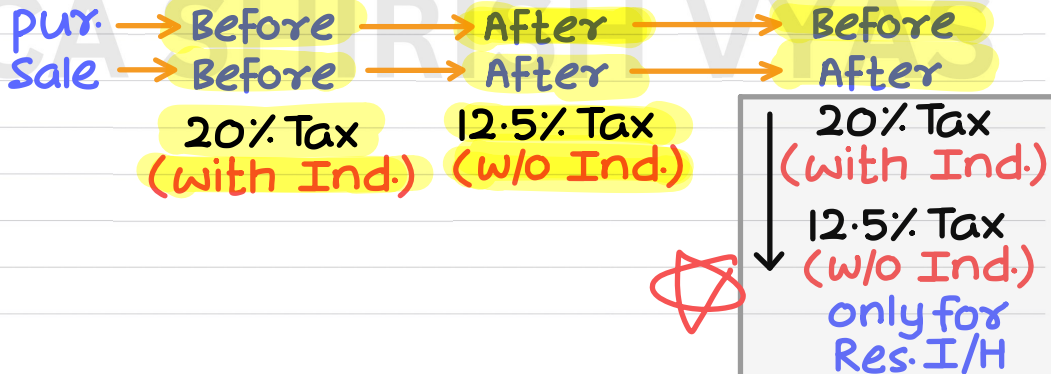 pur. → Before → After → Before
Sale → Before → After → After
20% Tax 12.5% Tax 20% Tax
(with Ind.) (w/o Ind.) (with Ind.)
12.5% Tax
(w/o Ind.)
only for
Res. I/H